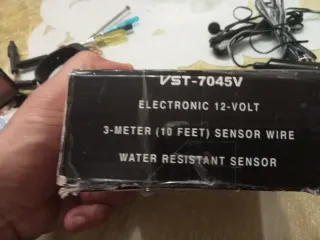 VST-7045V
ELECTRONIC 12-VOLT
3-METER (10 FEET) SENSOR WIRE
WATER RESISTANT SENSOR